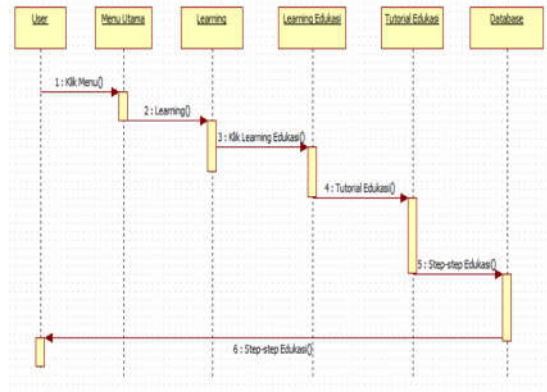 User
Menu Utama
Learning
Learning Edukasi
Tutorial Edukasi
Database
1 : Klik Menu()
2 : Learning()
3 : Klik Learning Edukasi()
4 : Tutorial Edukasi()
5 : Step-step Edukasi()
6 : Step-step Edukasi()